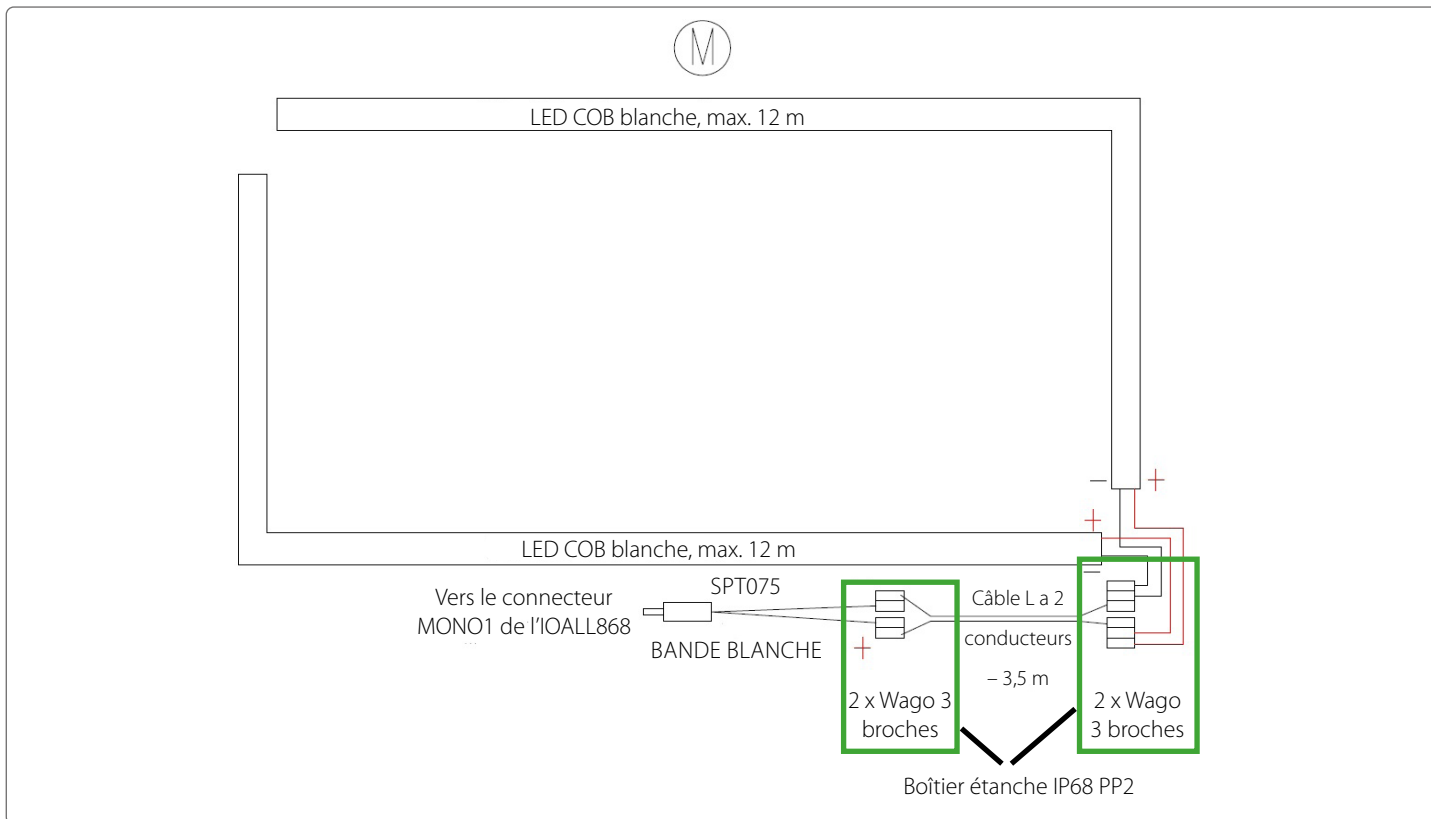 M
LED COB blanche, max. 12 m
− +
+
LED COB blanche, max. 12 m
−
SPT075
Vers le connecteur
MONO1 de l'IOALL868
BANDE BLANCHE
+
Câble L a 2
conducteurs
– 3,5 m
2 x Wago 3
broches
2 x Wago
3 broches
Boîtier étanche IP68 PP2